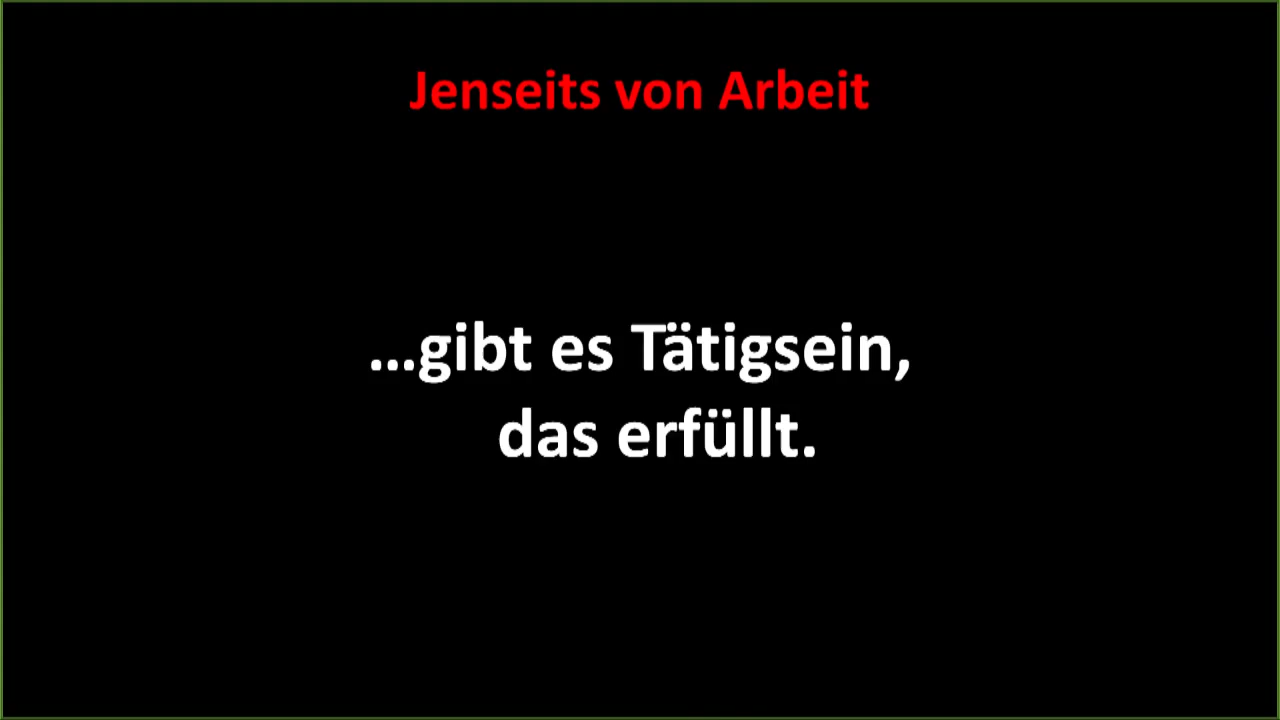 Jenseits von Arbeit
...gibt es Tätigsein,
das erfüllt.